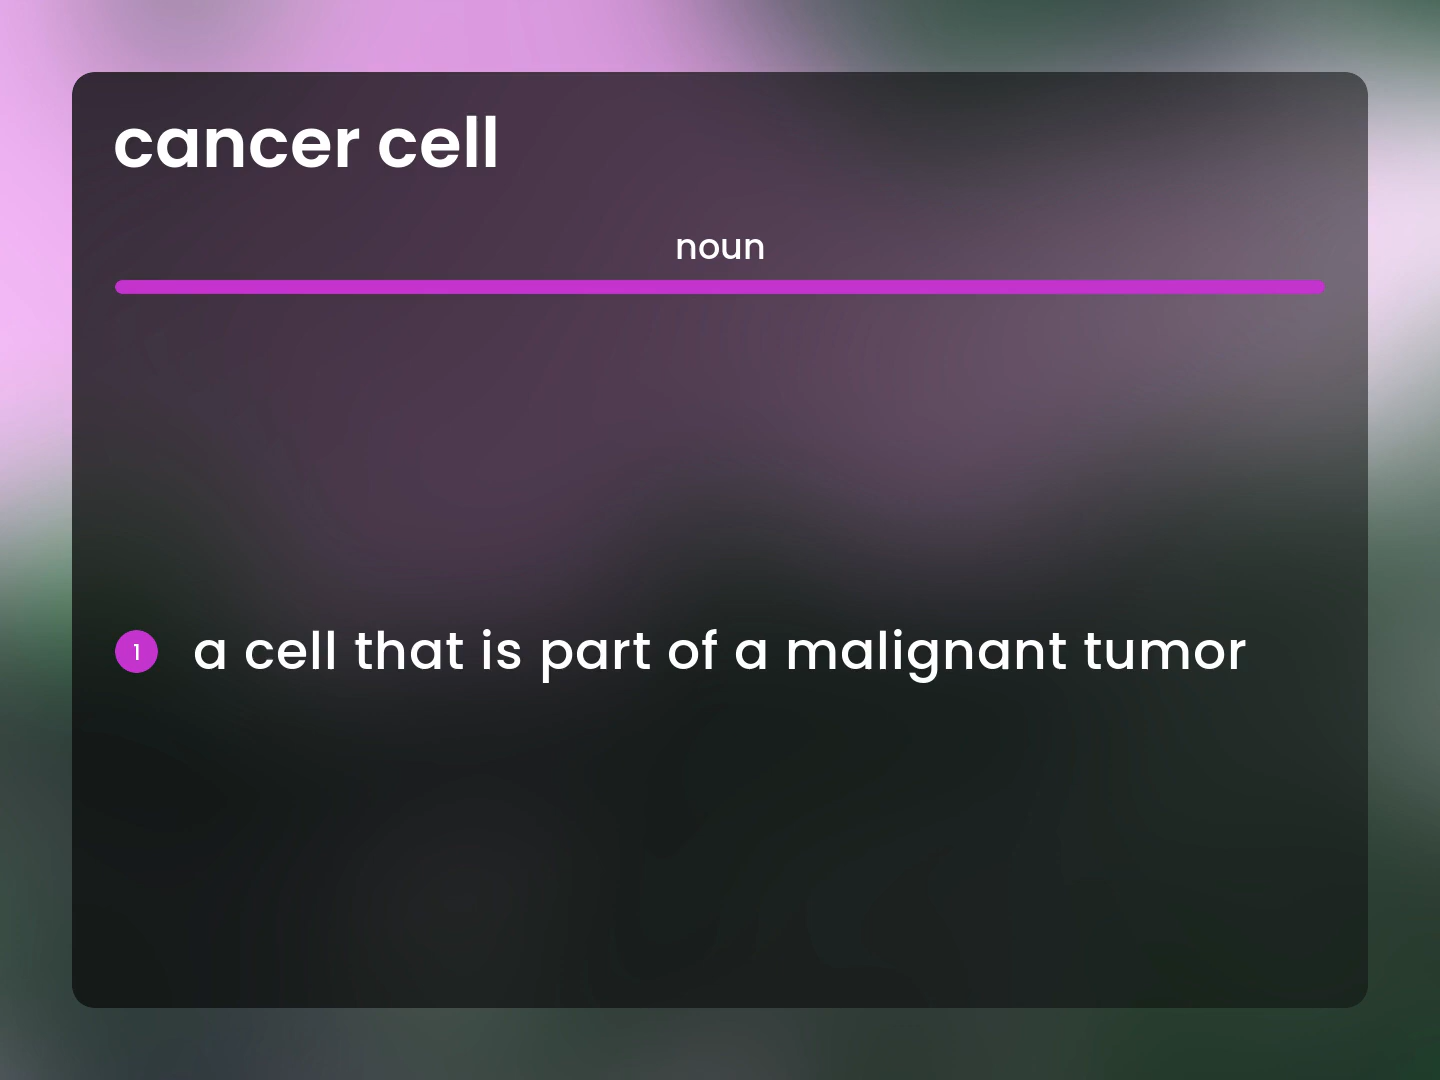 cancer cell
noun
1 a cell that is part of a malignant tumor